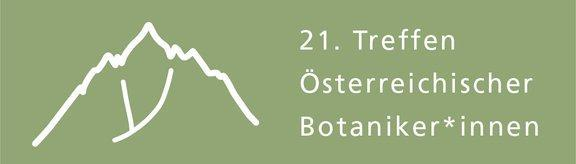 21. Treffen
Österreichischer
Botaniker*innen